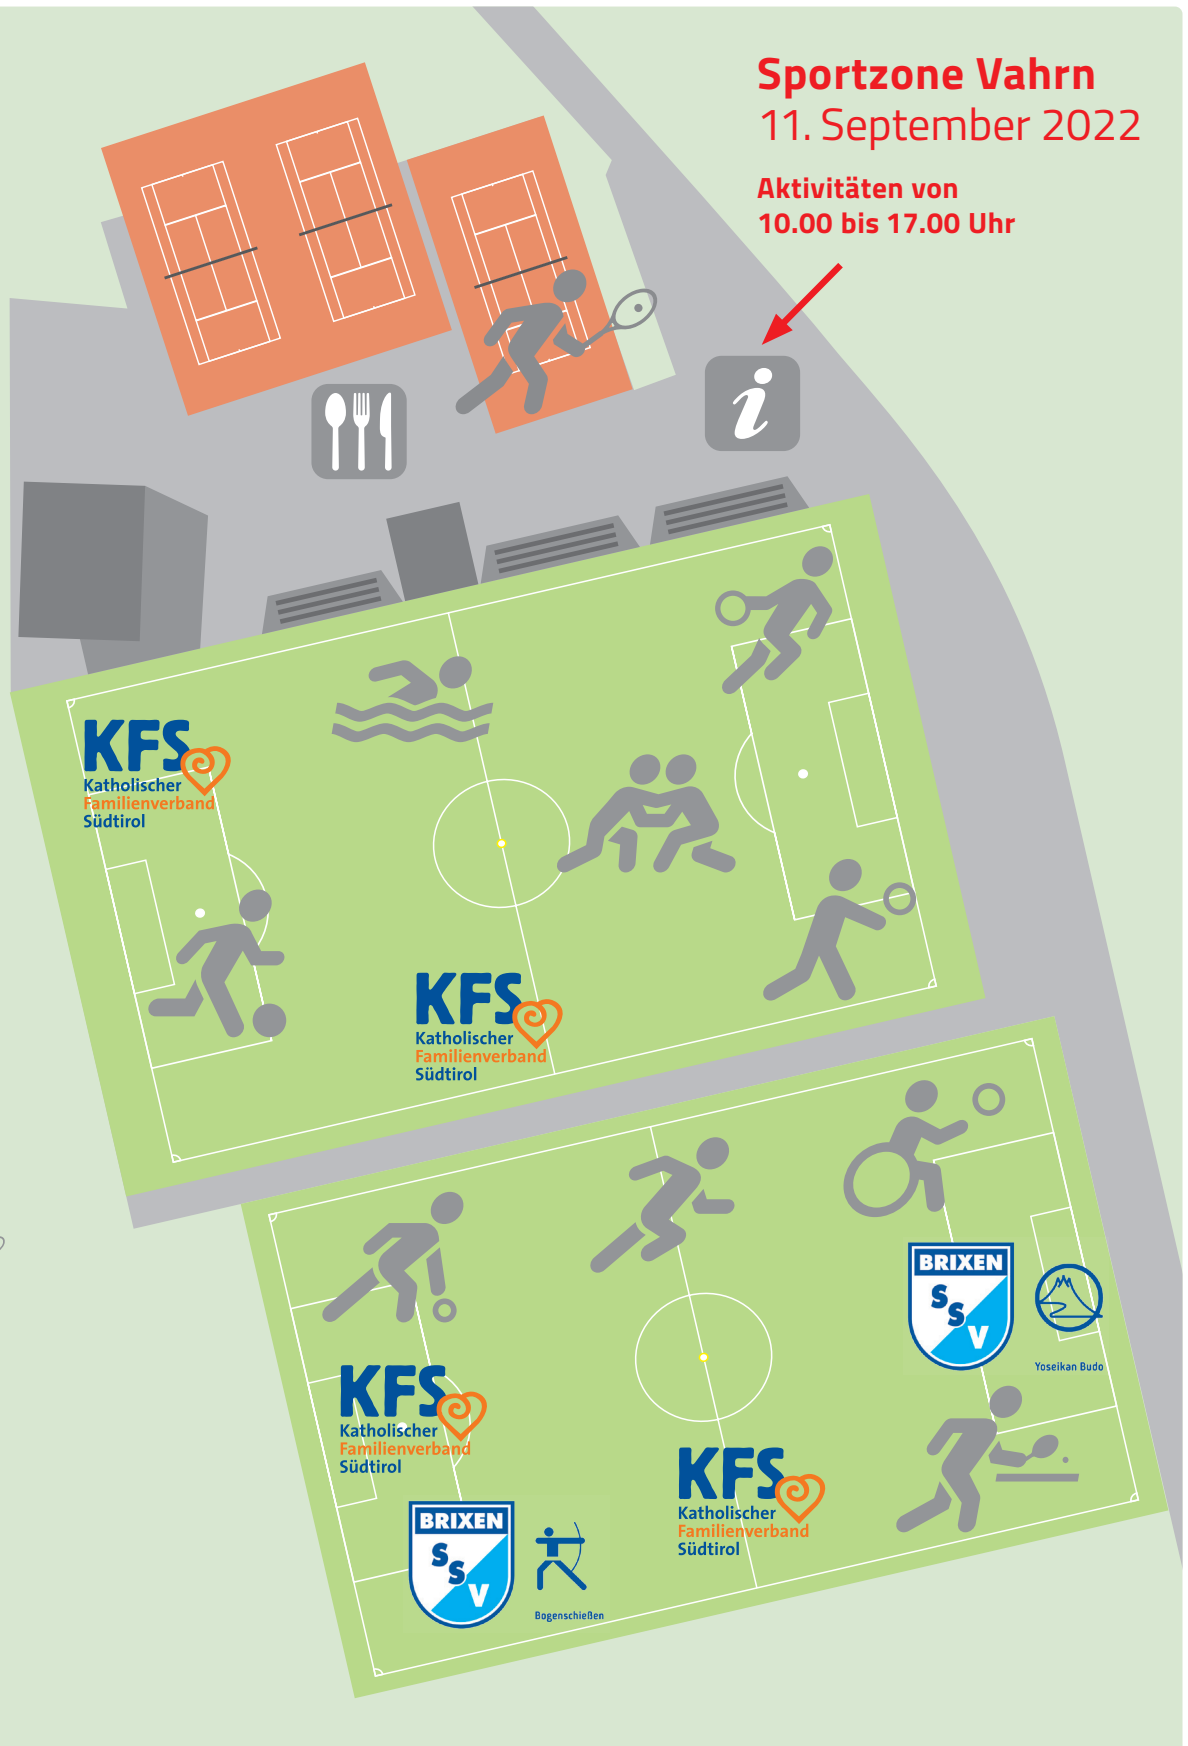 Sportzone Vahrn
11. September 2022
Aktivitäten von
10.00 bis 17.00 Uhr
i
KFS
Katholischer
Familienverband
Südtirol
KFS
Katholischer
Familienverband
Südtirol
BRIXEN
SSV
Yoseikan Budo
KFS
Katholischer
Familienverband
Südtirol
KFS
Katholischer
Familienverband
Südtirol
BRIXEN
SSV
Bogenschießen